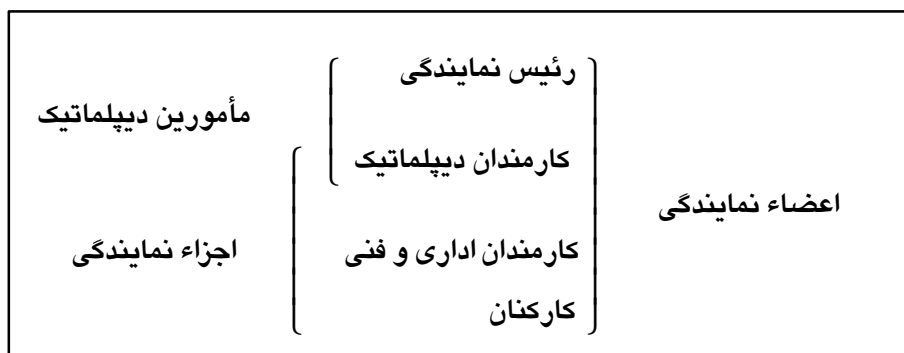 رئیس نمایندگی
مأمورین دیپلماتیک
کارمندان دیپلماتیک
اعضاء نمایندگی
کارمندان اداری و فنی
اجزاء نمایندگی
کارکنان